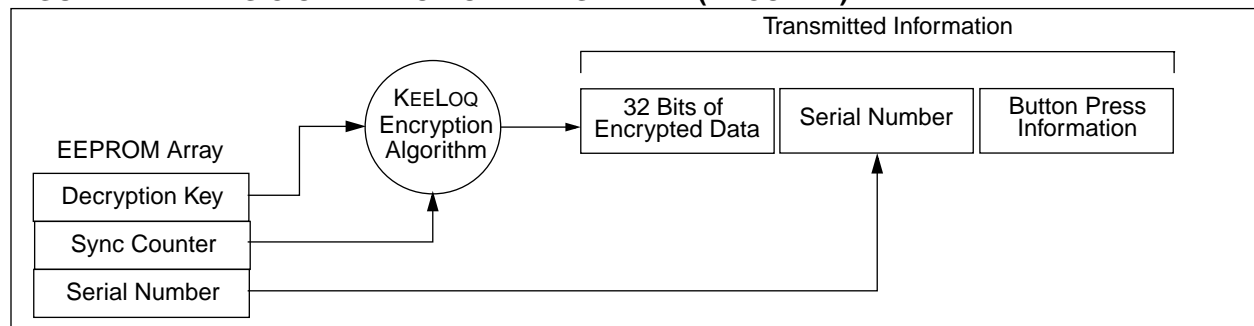 Transmitted Information
KEELOQ
Encryption
Algorithm
32 Bits of
Encrypted Data
Serial Number
Button Press
Information
EEPROM Array
Decryption Key
Sync Counter
Serial Number